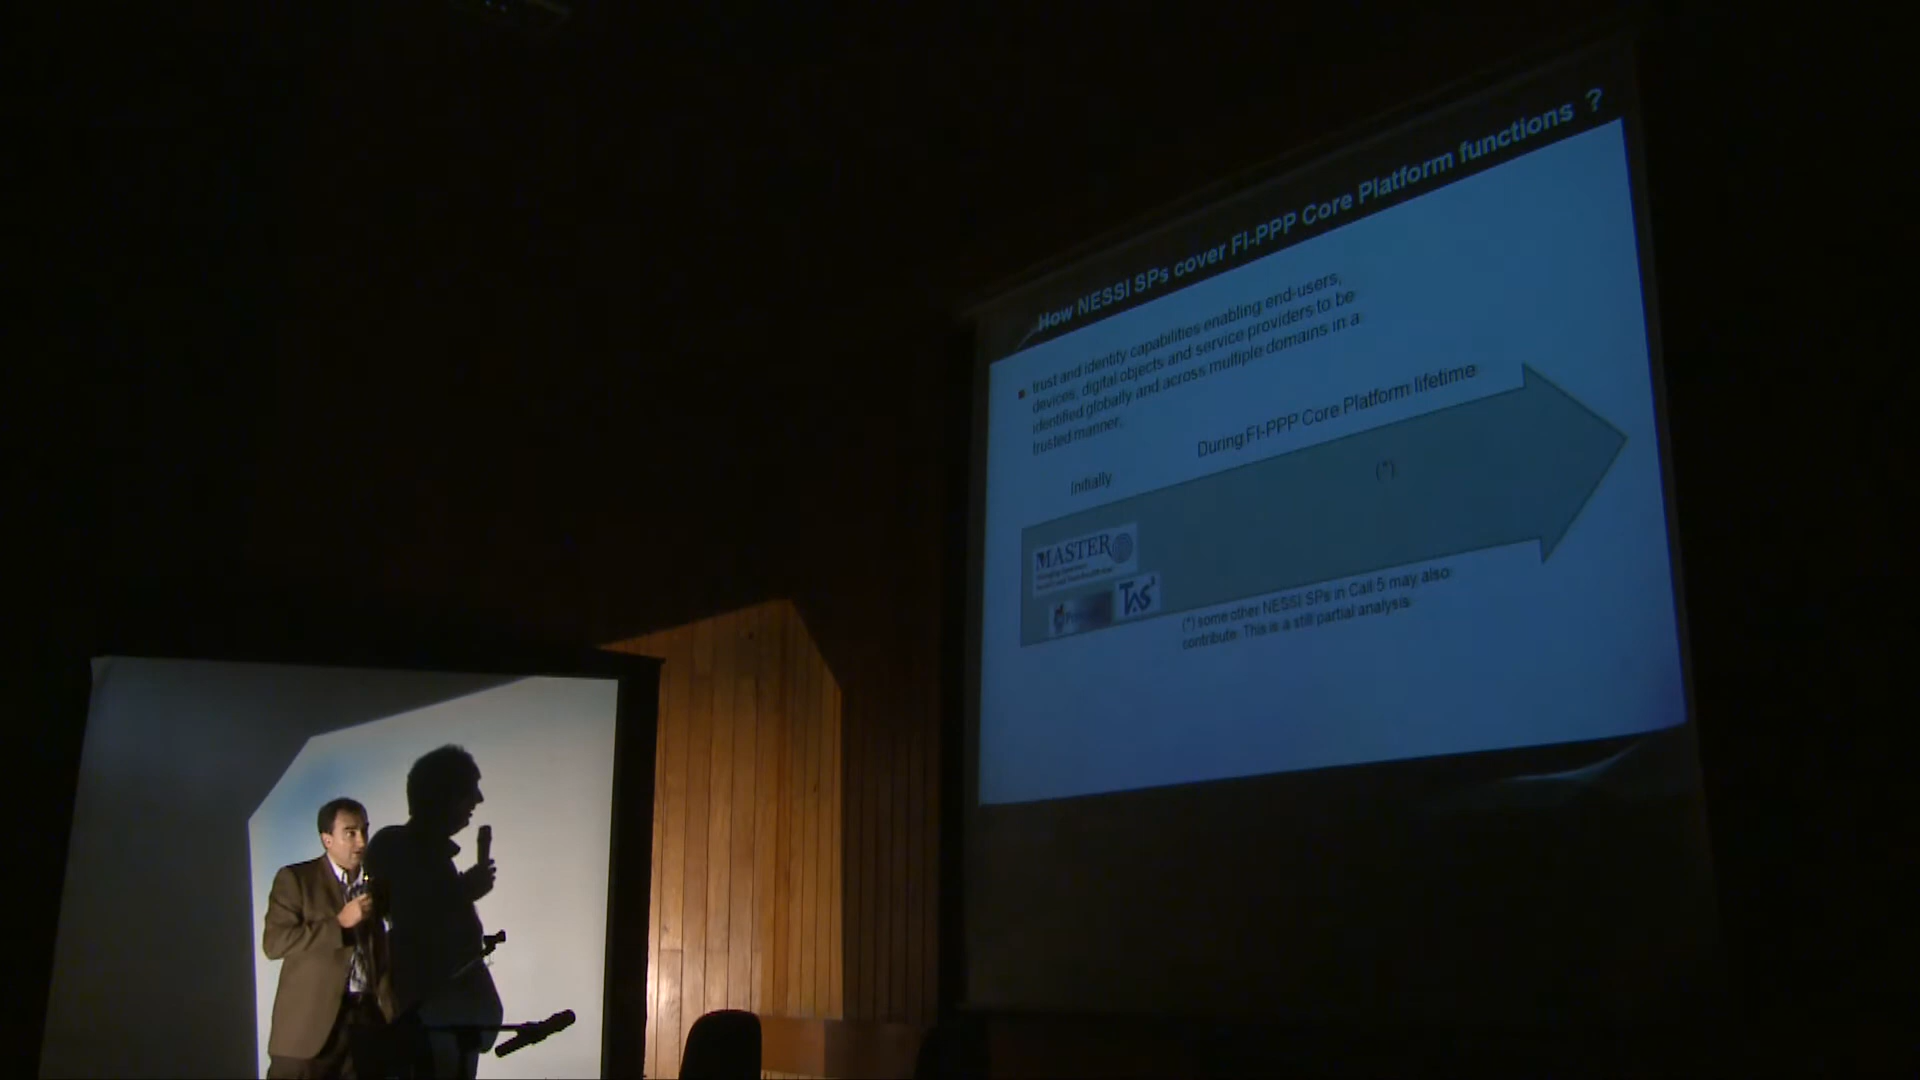 How NESSI SPs cover FI-PPP Core Platform functions ?
trust and identity capabilities enabling end-users,
devices, digital objects and service providers to be
identified globally and across multiple domains in a
trusted manner.
During FI-PPP Core Platform lifetime
Initially
(*)
MASTER
TAS3
(*) some other NESSI SPs in Call 5 may also
contribute. This is a still partial analysis